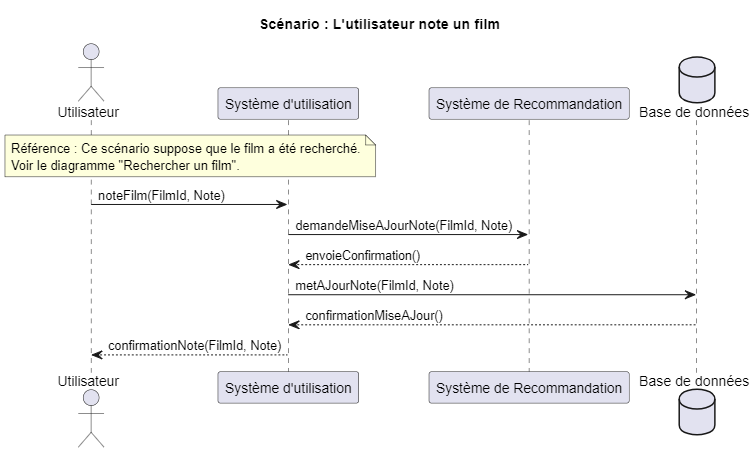 Scénario : L'utilisateur note un film
Utilisateur
Système d'utilisation
Système de Recommandation
Base de données
Référence : Ce scénario suppose que le film a été recherché.
Voir le diagramme "Rechercher un film".
noteFilm(FilmId, Note)
demandeMiseAJourNote(FilmId, Note)
envoieConfirmation()
metAJourNote(FilmId, Note)
confirmationMiseAJour()
confirmationNote(FilmId, Note)
Utilisateur
Système d'utilisation
Système de Recommandation
Base de données